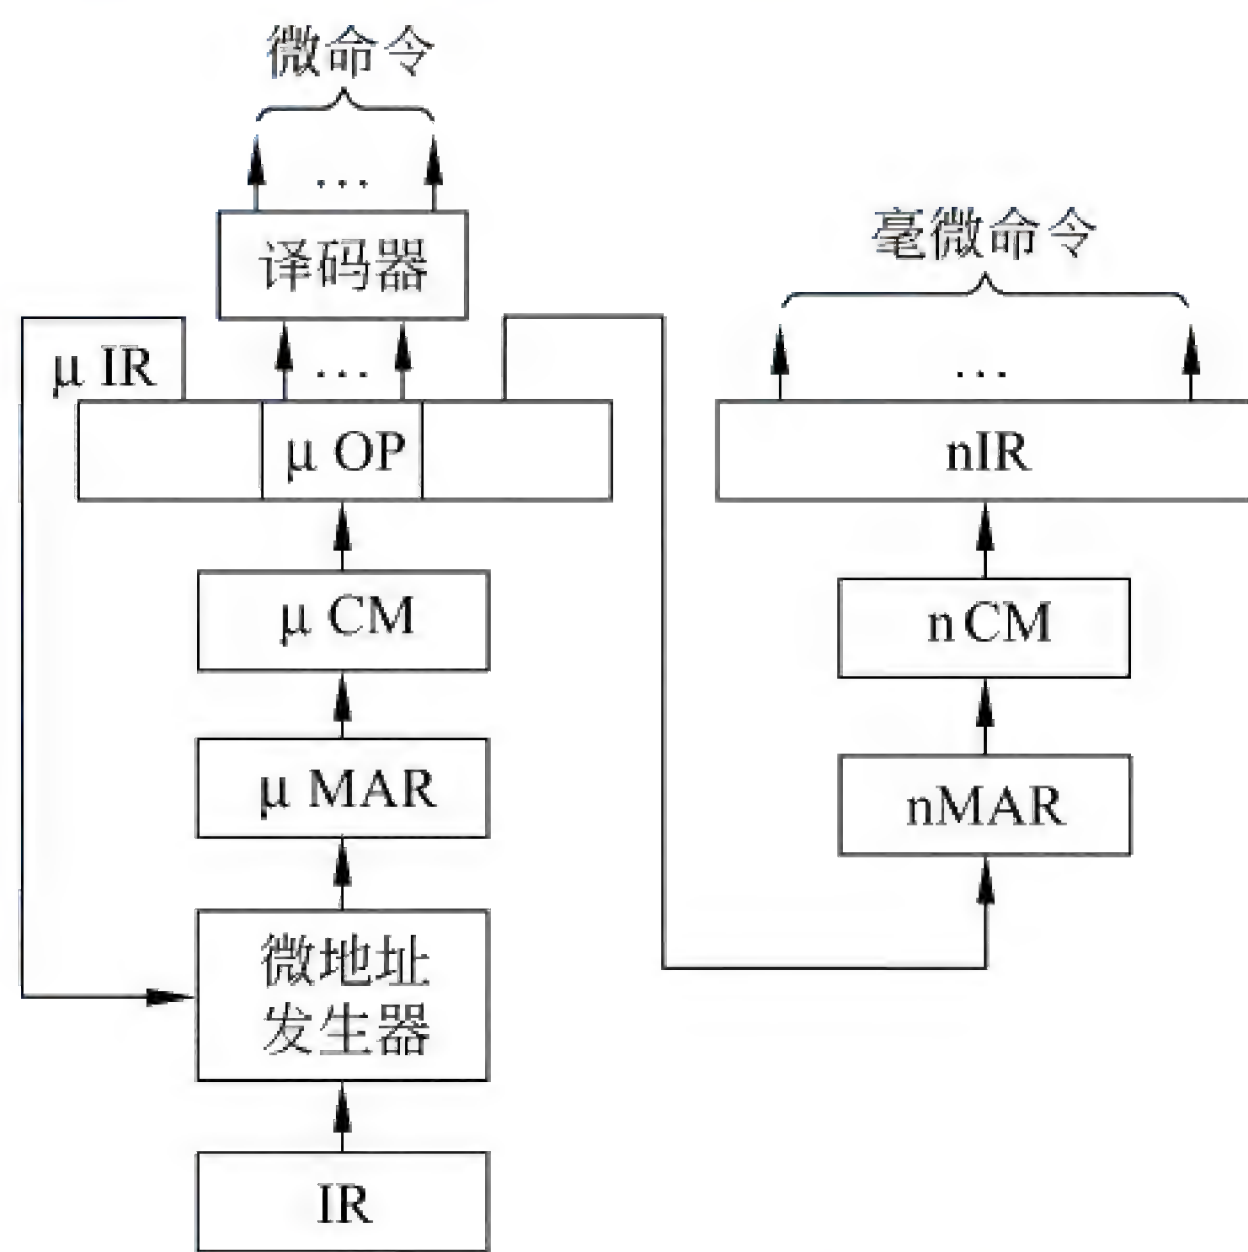 微命令
…
译码器
毫微命令
μ IR
…
…
μ OP
nIR
μ CM
n CM
μ MAR
nMAR
微地址
发生器
IR